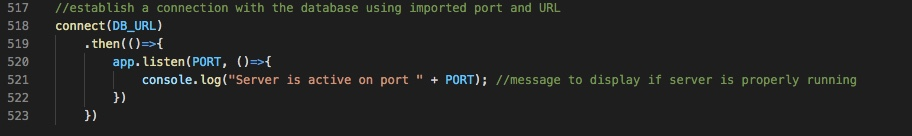 517 //establish a connection with the database using imported port and URL
518 connect(DB_URL)
519     .then(()=>{
520         app.listen(PORT, ()=>{
521             console.log("Server is active on port " + PORT); //message to display if server is properly running
522         })
523     })